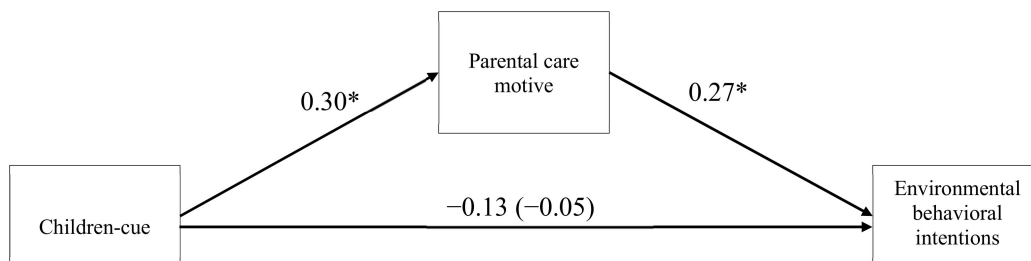 Parental care
motive
0.30*
0.27*
Children-cue
−0.13 (−0.05)
Environmental
behavioral
intentions